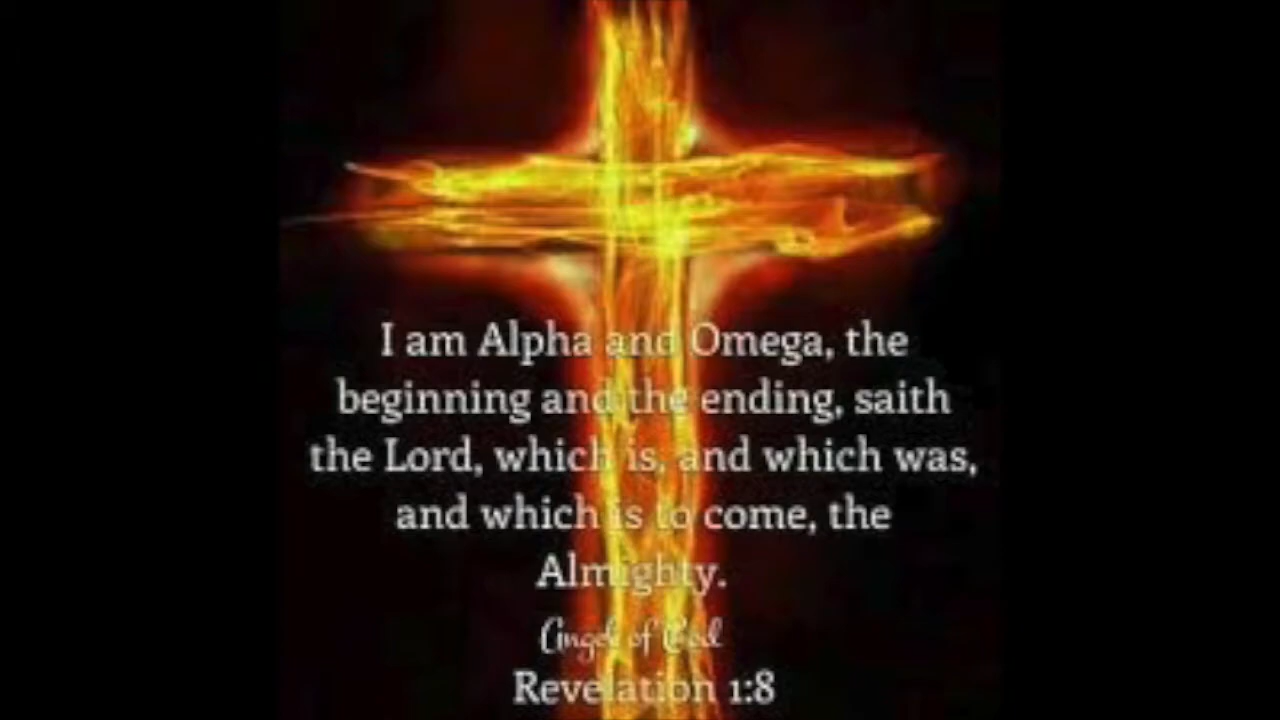 I am Alpha and Omega, the
beginning and the ending, saith
the Lord, which is, and which was,
and which is to come, the
Almighty.
Angel of God
Revelation 1:8